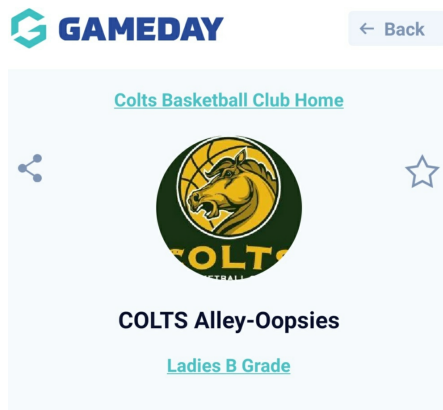 GAMEDAY
← Back
Colts Basketball Club Home
COLTS
COLTS Alley-Oopsies
Ladies B Grade